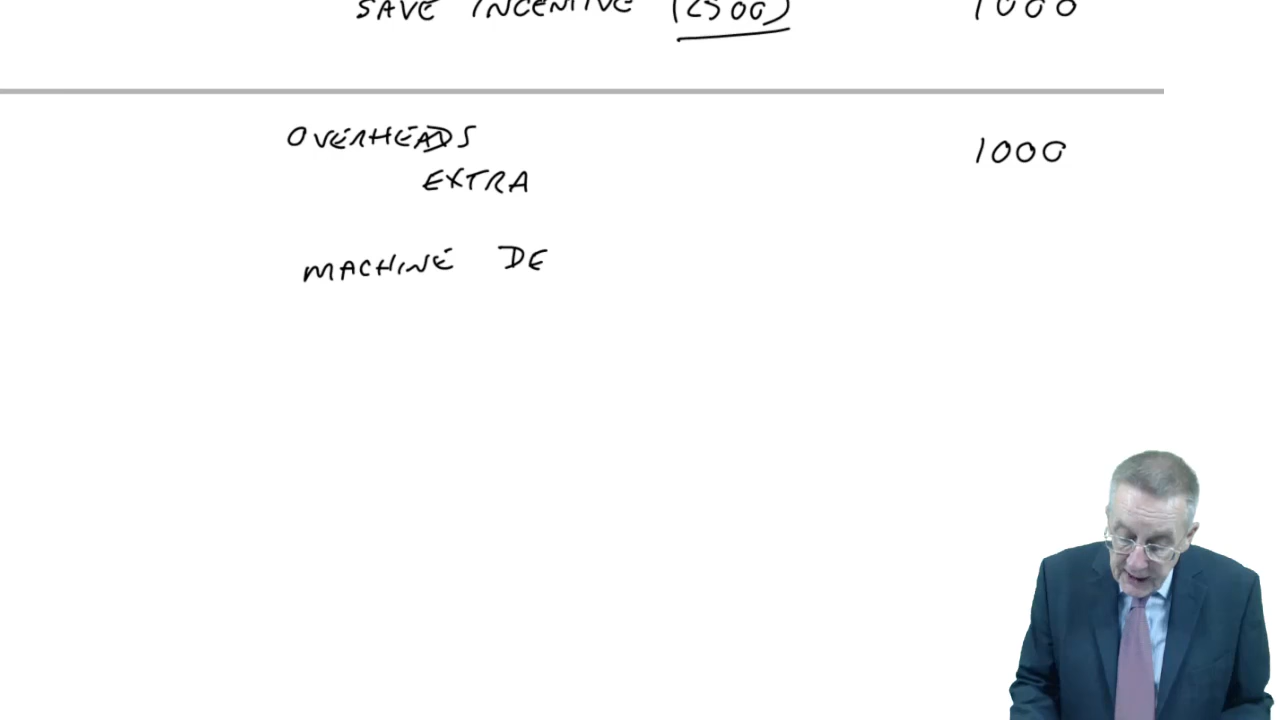 SAVE INCENTIVE (2500) 1000
OVERHEADS 1000
EXTRA
MACHINE DE